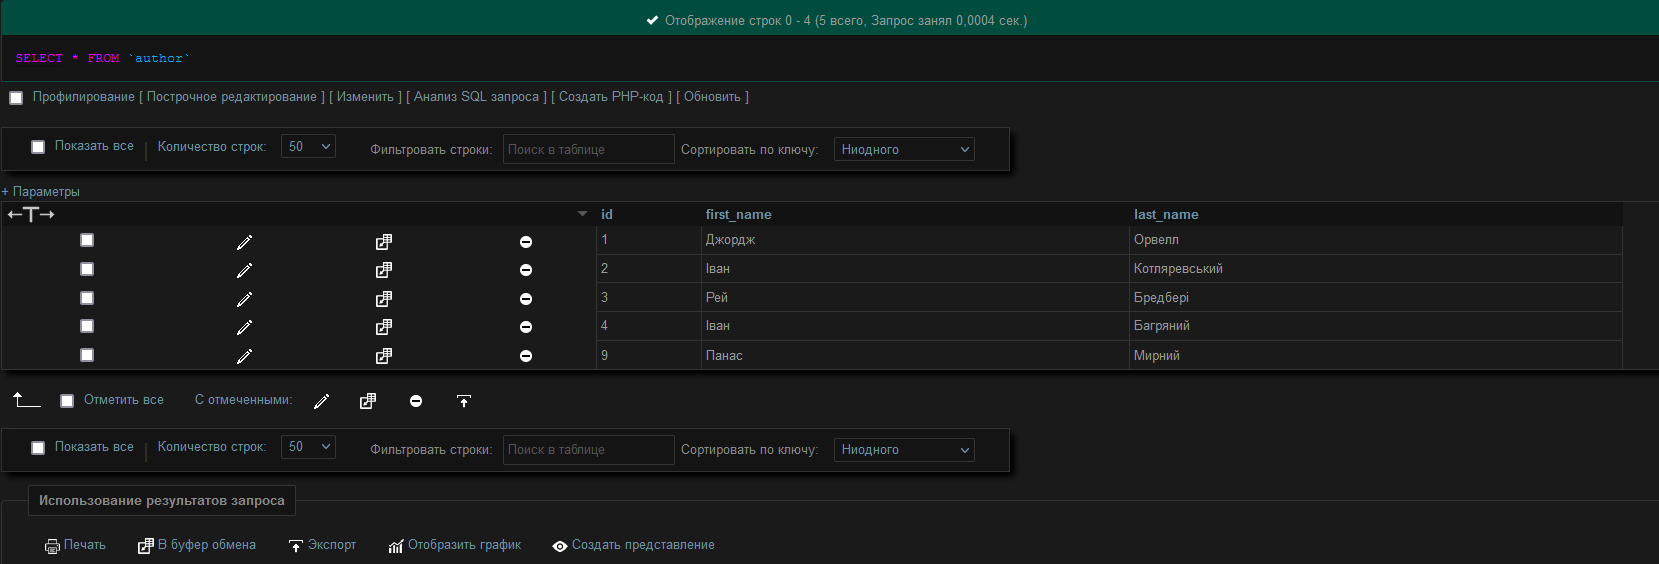 Отображение строк 0 - 4 (5 всего, Запрос занял 0,0004 сек.)
SELECT * FROM `author`
Профилирование [ Построчное редактирование ] [ Изменить ] [ Анализ SQL запроса ] [ Создать PHP-код ] [ Обновить ]
Показать все | Количество строк: 50 Фильтровать строки: Поиск в таблице Сортировать по ключу: Ниодного
+ Параметры
←T→ id first_name last_name
1 Джордж Орвелл
2 Іван Котляревський
3 Рей Бредбері
4 Іван Багряний
9 Панас Мирний
Отметить все С отмеченными:
Показать все | Количество строк: 50 Фильтровать строки: Поиск в таблице Сортировать по ключу: Ниодного
Использование результатов запроса
Печать В буфер обмена Экспорт Отобразить график Создать представление